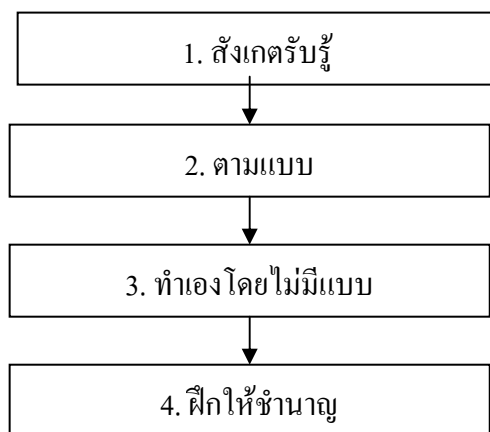 1. สังเกตรับรู้
2. ตามแบบ
3. ทำเองโดยไม่มีแบบ
4. ฝึกให้ชำนาญ